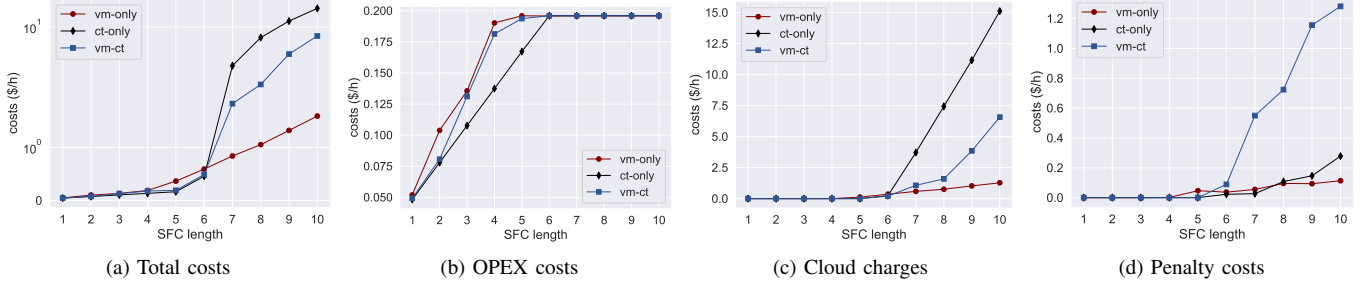 vm-only
ct-only
vm-ct
costs ($/h)
10¹
10⁰
0
1 2 3 4 5 6 7 8 9 10
SFC length
(a) Total costs
0.200
0.175
0.150
0.125
0.100
0.075
0.050
costs ($/h)
vm-only
ct-only
vm-ct
1 2 3 4 5 6 7 8 9 10
SFC length
(b) OPEX costs
vm-only
ct-only
vm-ct
15.0
12.5
10.0
7.5
5.0
2.5
0.0
costs ($/h)
1 2 3 4 5 6 7 8 9 10
SFC length
(c) Cloud charges
vm-only
ct-only
vm-ct
1.2
1.0
0.8
0.6
0.4
0.2
0.0
costs ($/h)
1 2 3 4 5 6 7 8 9 10
SFC length
(d) Penalty costs